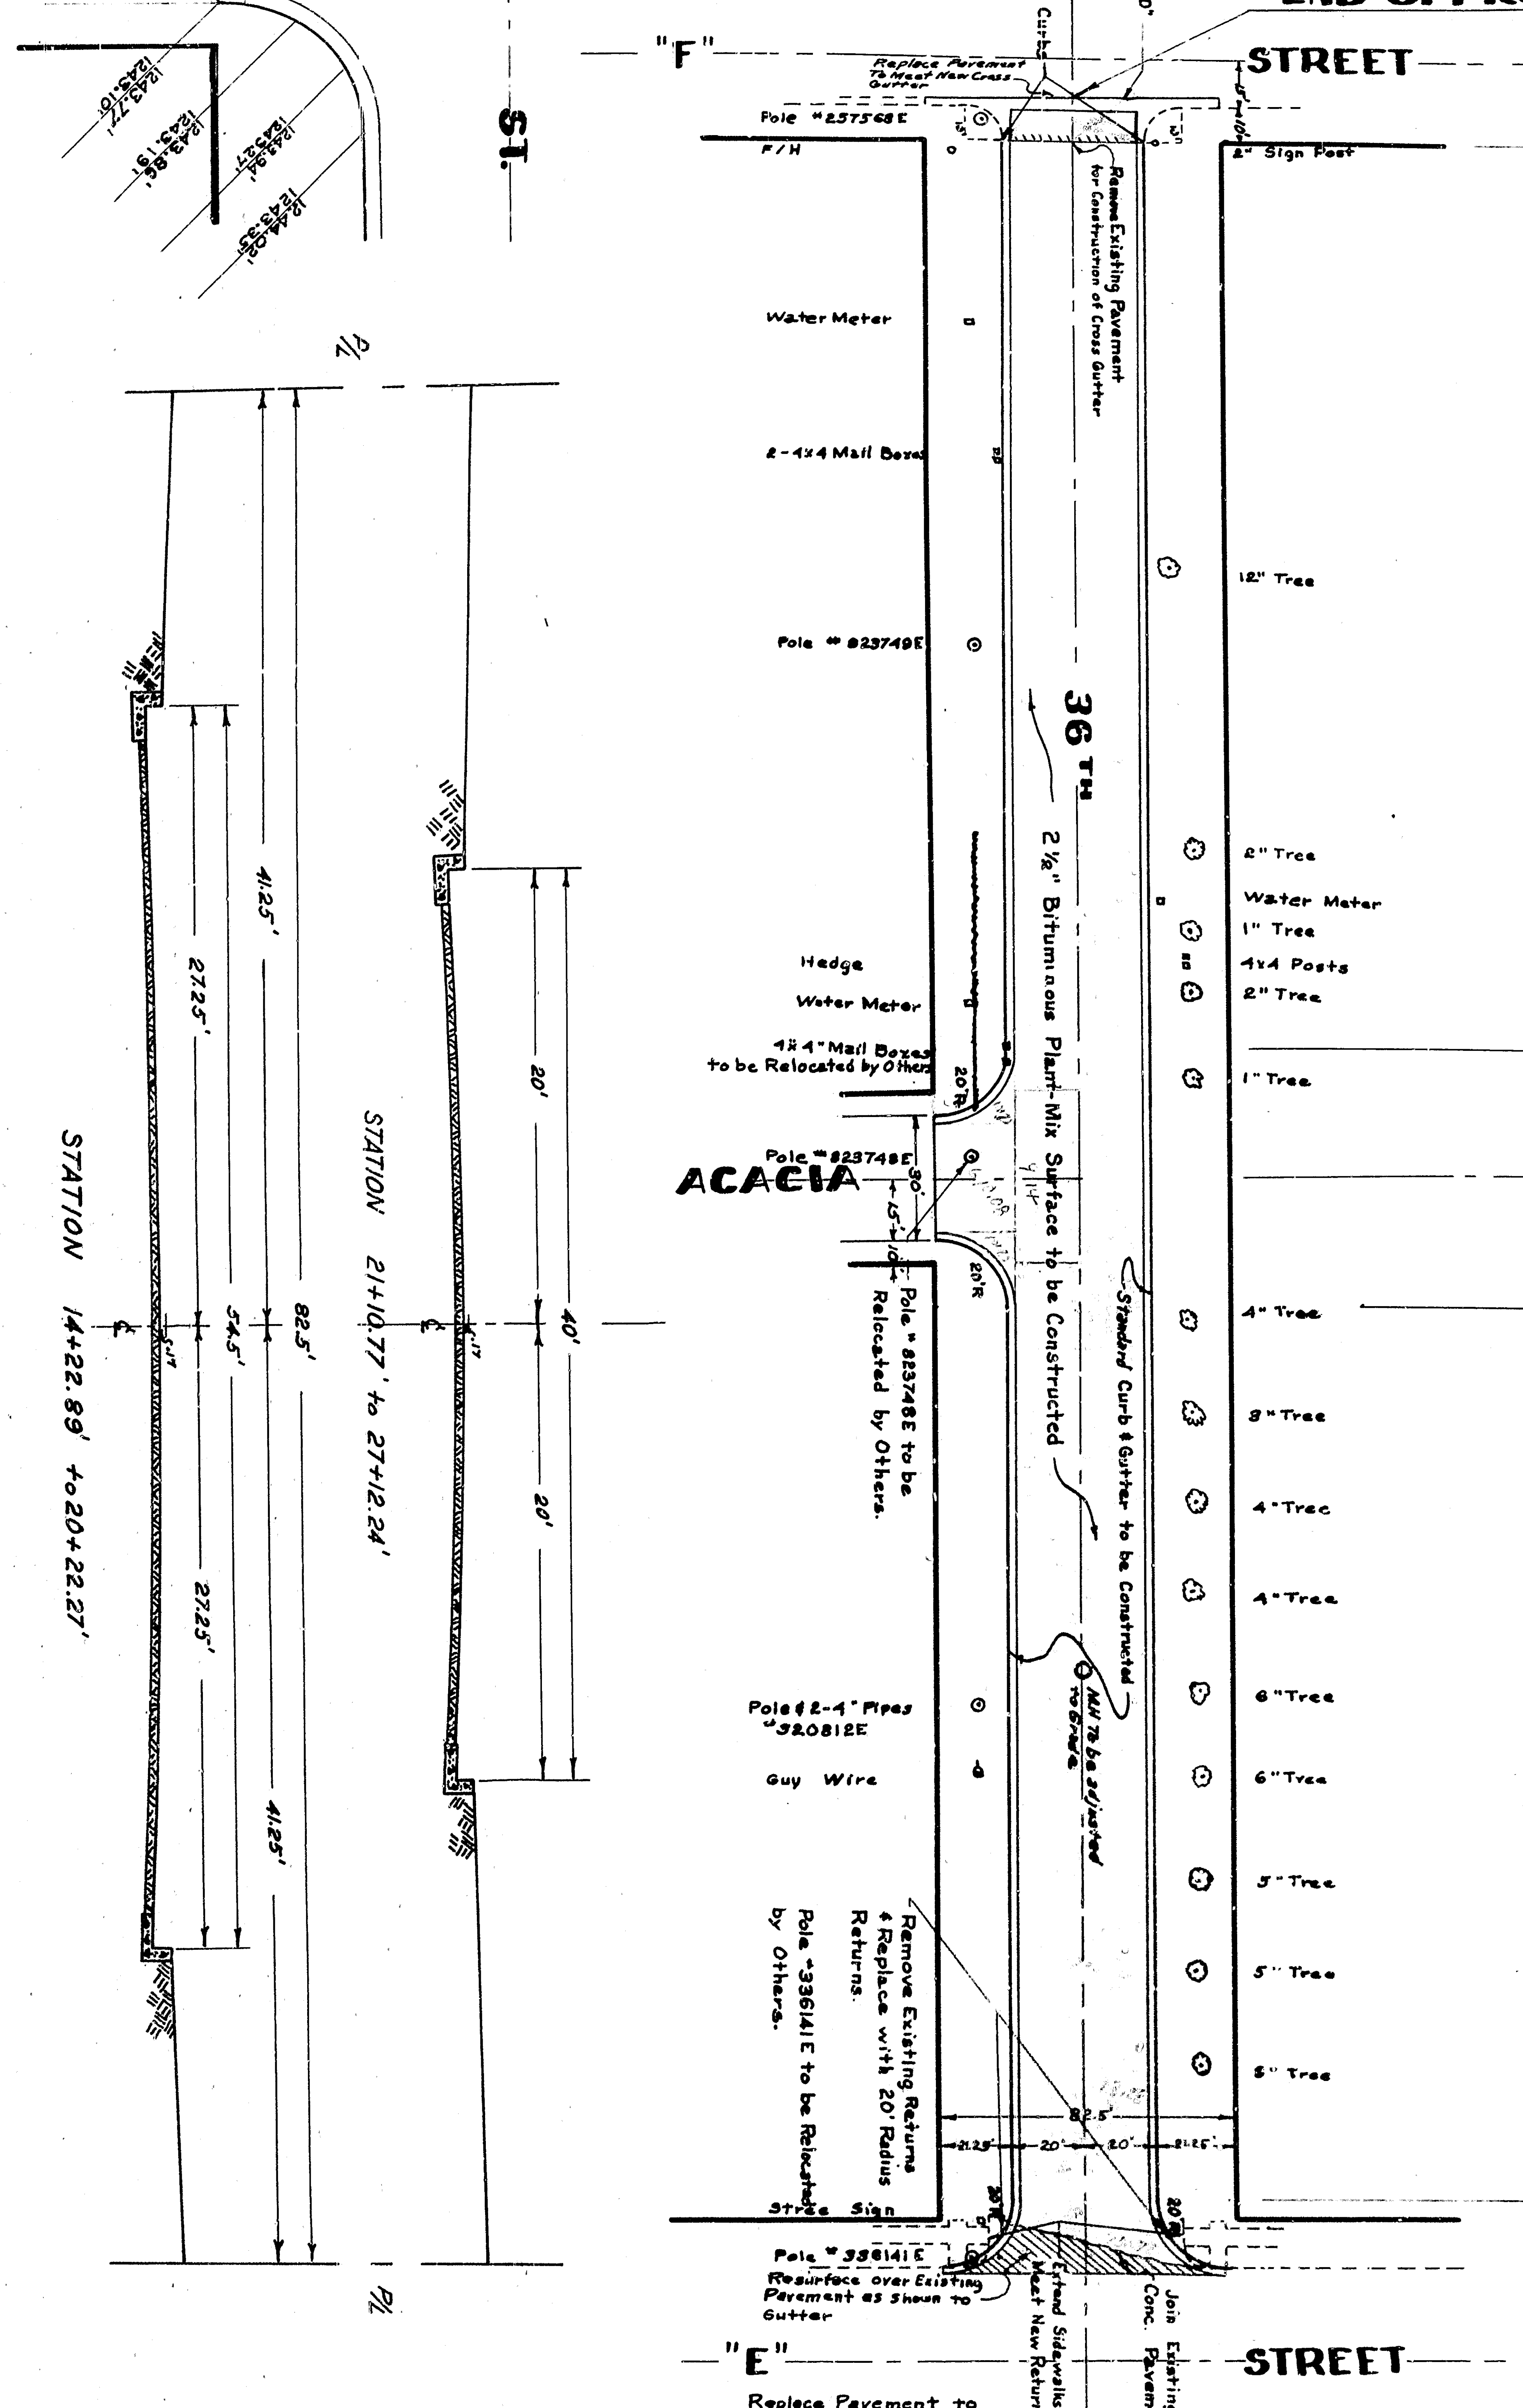 "F"
STREET
Curbs
Replace Pavement
To Meet New Cross
Gutter
Pole #257568E
F/H
15'
10'
2" Sign Post
Remove Existing Pavement
for Construction of Cross Gutter
Water Meter
2-4x4 Mail Boxes
12" Tree
Pole # 823749E
36TH
ST.
2½" Bituminous Plant-Mix Surface to be Constructed
2" Tree
Water Meter
1" Tree
4x4 Posts
2" Tree
1" Tree
Hedge
Water Meter
4x4" Mail Boxes
to be Relocated by Others
20'R
Pole #823748E
ACACIA
30'
15'
10'
20'R
Pole #823748E to be
Relocated by Others.
Standard Curb & Gutter to be Constructed
4" Tree
3" Tree
4" Tree
4" Tree
6" Tree
6" Tree
5" Tree
5" Tree
MH To be adjusted
to Grade
Pole & 2-4" Pipes
Guy Wire
Remove Existing Returns
& Replace with 20' Radius
Returns.
Pole #336141E to be Relocated
by Others.
82.5'
21.25'
20'
20'
21.25'
20'R
20'R
Stree Sign
Pole #336141E
Resurface over Existing
Pavement as Shown to
Gutter
Extend Sidewalks
Meet New Return
Join Existing
Conc. Pavem
"E"
STREET
Replace Pavement to
1243.77'
1243.10'
1243.86'
1243.19'
1243.94'
1243.27'
1244.02'
1243.35'
P/L
41.25'
27.25'
54.5'
82.5'
27.25'
41.25'
.17'
STATION 14+22.89' to 20+22.27'
20'
40'
20'
.17'
STATION 21+10.77' to 27+12.24'
P/L